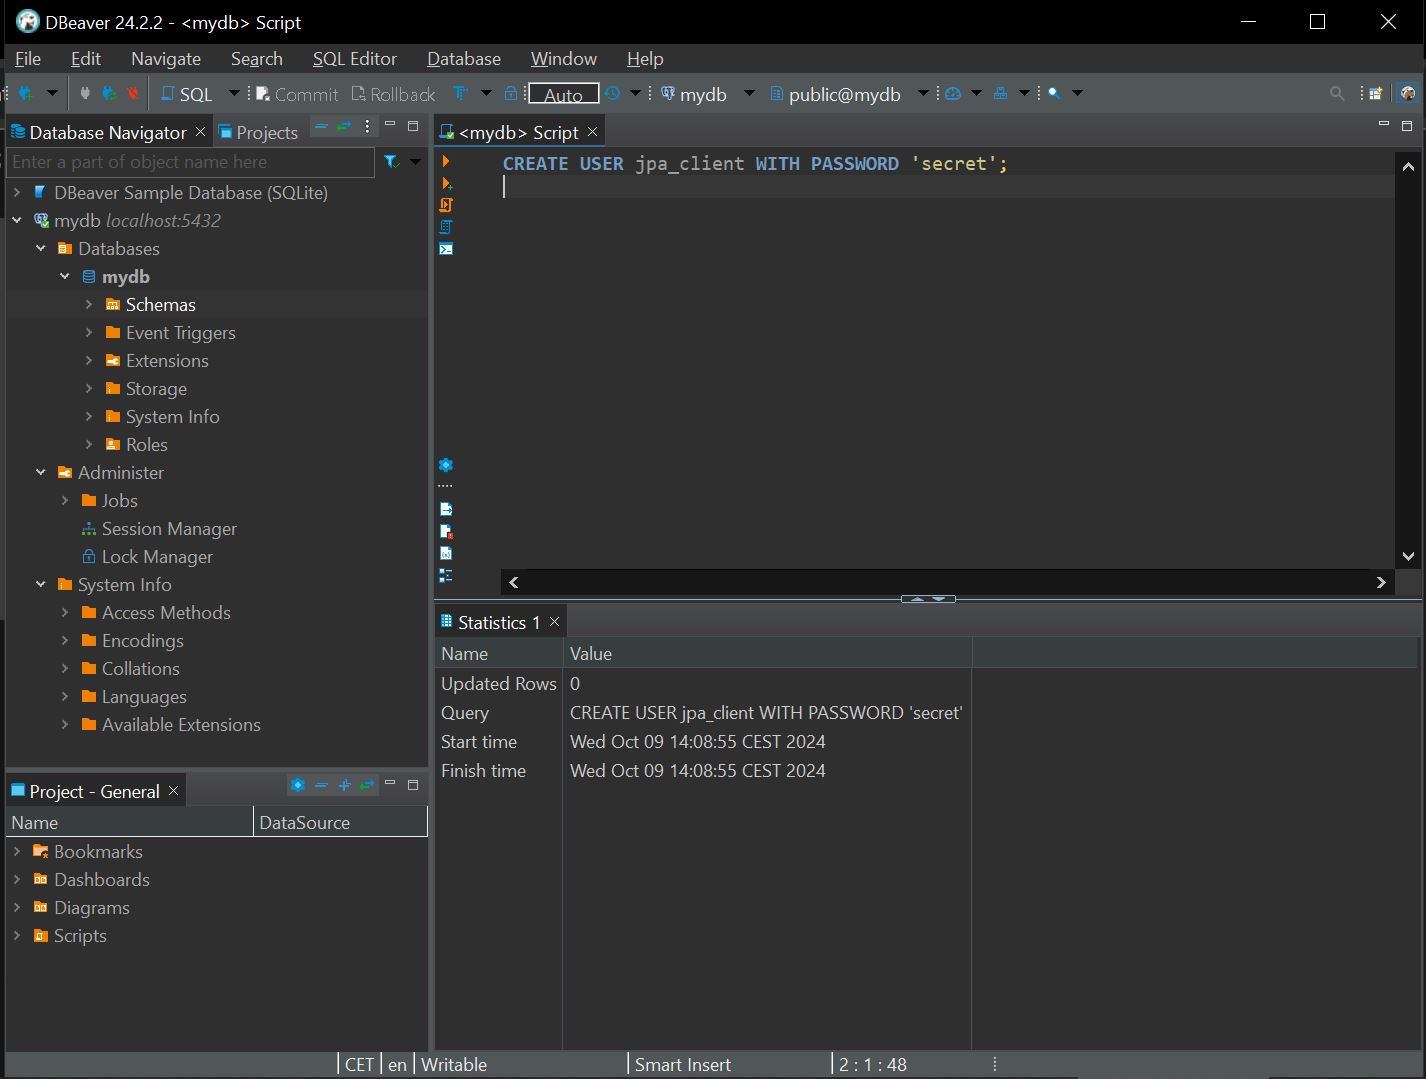 DBeaver 24.2.2 - <mydb> Script
File Edit Navigate Search SQL Editor Database Window Help
SQL Commit Rollback Auto mydb public@mydb
Database Navigator Projects
Enter a part of object name here
DBeaver Sample Database (SQLite)
mydb localhost:5432
Databases
mydb
Schemas
Event Triggers
Extensions
Storage
System Info
Roles
Administer
Jobs
Session Manager
Lock Manager
System Info
Access Methods
Encodings
Collations
Languages
Available Extensions
Project - General
Name DataSource
Bookmarks
Dashboards
Diagrams
Scripts
<mydb> Script
CREATE USER jpa_client WITH PASSWORD 'secret';
Statistics 1
Name Value
Updated Rows 0
Query CREATE USER jpa_client WITH PASSWORD 'secret'
Start time Wed Oct 09 14:08:55 CEST 2024
Finish time Wed Oct 09 14:08:55 CEST 2024
CET en Writable Smart Insert 2 : 1 : 48